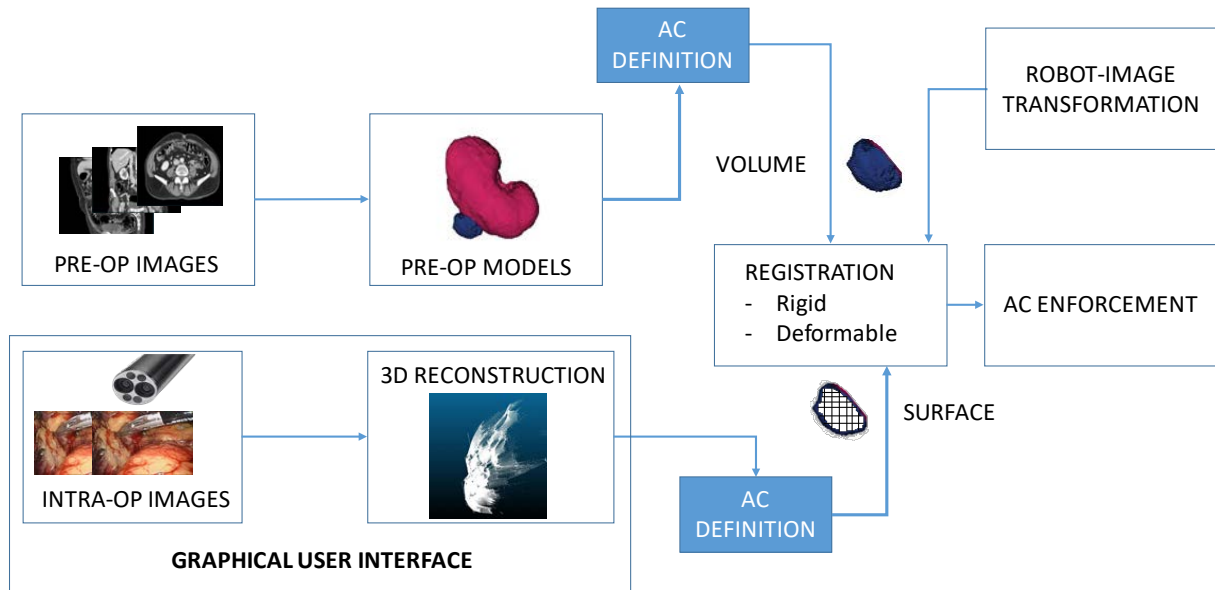 AC
DEFINITION
ROBOT-IMAGE
TRANSFORMATION
VOLUME
PRE-OP IMAGES
PRE-OP MODELS
REGISTRATION
- Rigid
- Deformable
AC ENFORCEMENT
3D RECONSTRUCTION
SURFACE
INTRA-OP IMAGES
AC
DEFINITION
GRAPHICAL USER INTERFACE